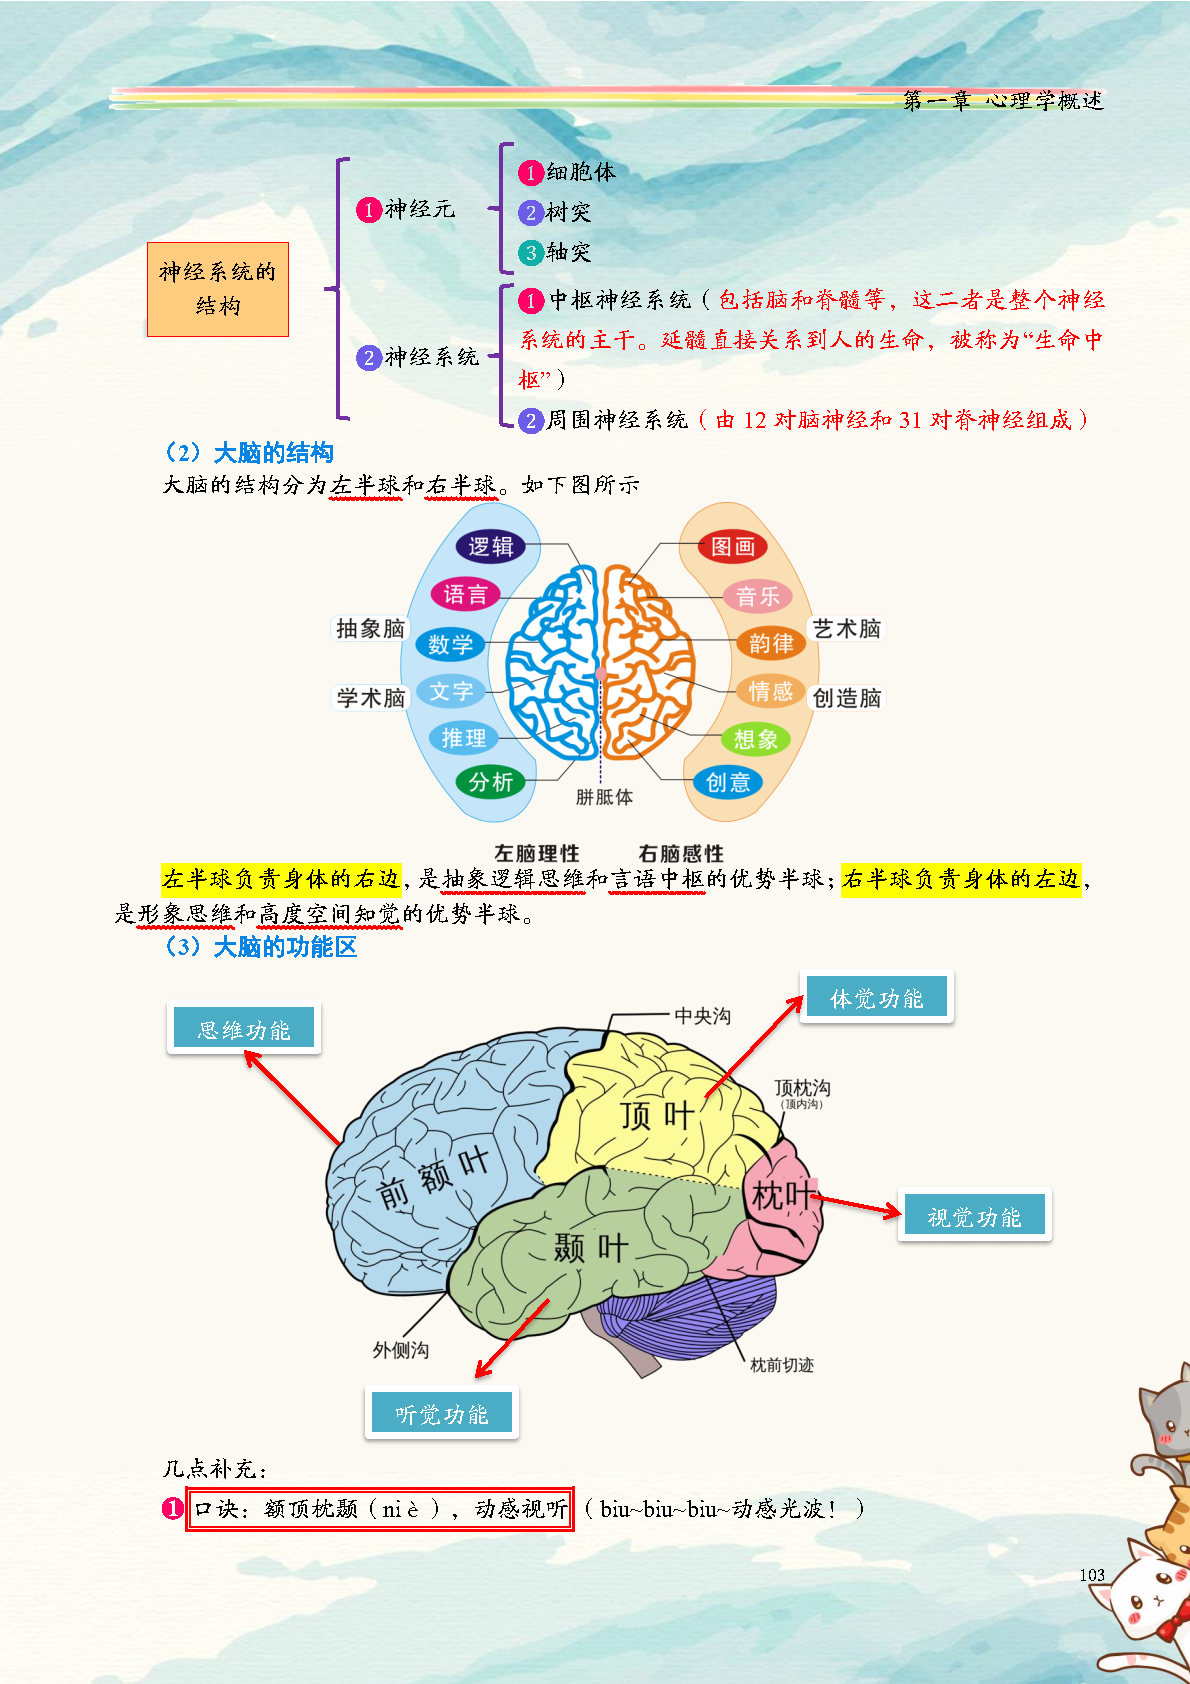 第一章 心理学概述
神经系统的
结构
❶神经元
❶细胞体
❷树突
❸轴突
❷神经系统
❶中枢神经系统（包括脑和脊髓等，这二者是整个神经
系统的主干。延髓直接关系到人的生命，被称为“生命中
枢”）
❷周围神经系统（由 12 对脑神经和 31 对脊神经组成）
（2）大脑的结构
大脑的结构分为左半球和右半球。如下图所示
逻辑
语言
数学
文字
推理
分析
抽象脑
学术脑
图画
音乐
韵律
情感
想象
创意
艺术脑
创造脑
胼胝体
左脑理性
右脑感性
左半球负责身体的右边，是抽象逻辑思维和言语中枢的优势半球；右半球负责身体的左边，
是形象思维和高度空间知觉的优势半球。
（3）大脑的功能区
思维功能
体觉功能
中央沟
顶枕沟
（顶内沟）
顶叶
前额叶
枕叶
视觉功能
颞叶
外侧沟
枕前切迹
听觉功能
几点补充：
❶口诀：额顶枕颞（niè），动感视听（biu~biu~biu~动感光波！）
103